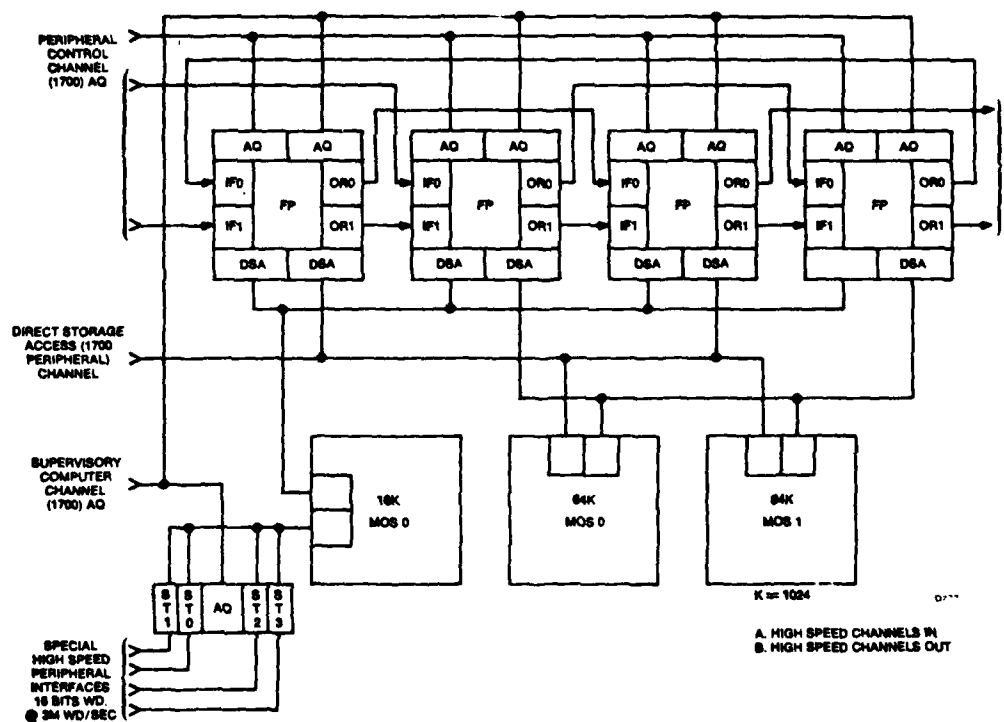 PERIPHERAL
CONTROL
CHANNEL
(1700) AQ
AQ AQ
AQ AQ
AQ AQ
AQ AQ
IF0 OR0
FP
IF1 OR1
DSA DSA
IF0 OR0
FP
IF1 OR1
DSA DSA
IF0 OR0
FP
IF1 OR1
DSA DSA
IF0 OR0
FP
IF1 OR1
DSA
DIRECT STORAGE
ACCESS (1700
PERIPHERAL)
CHANNEL
SUPERVISORY
COMPUTER
CHANNEL
(1700) AQ
16K
MOS 0
64K
MOS 0
64K
MOS 1
K = 1024
ST1 ST0 AQ ST2 ST3
SPECIAL
HIGH SPEED
PERIPHERAL
INTERFACES
16 BITS WD.
@ 3M WD/SEC
A. HIGH SPEED CHANNELS IN
B. HIGH SPEED CHANNELS OUT